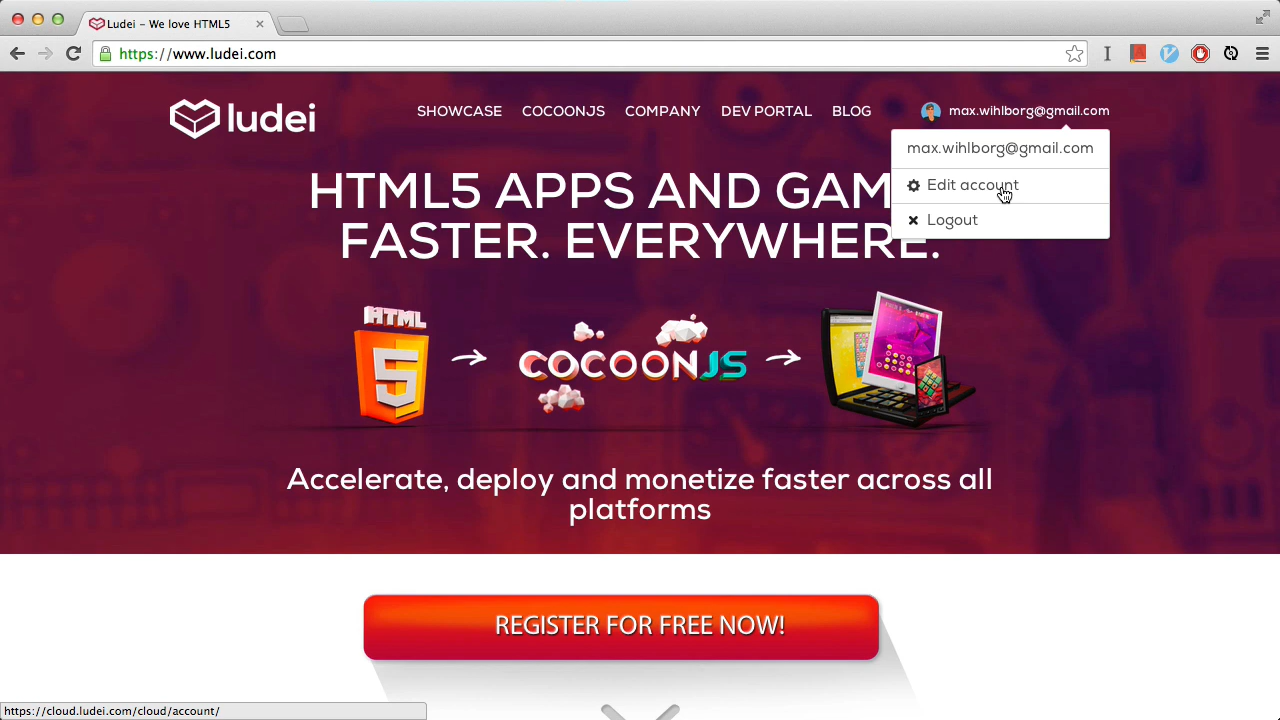 Ludei – We love HTML5
https://www.ludei.com
ludei
SHOWCASE COCOONJS COMPANY DEV PORTAL BLOG max.wihlborg@gmail.com
max.wihlborg@gmail.com
Edit account
Logout
HTML5 APPS AND GAM
FASTER. EVERYWHERE.
HTML
5
COCOONJS
Accelerate, deploy and monetize faster across all
platforms
REGISTER FOR FREE NOW!
https://cloud.ludei.com/cloud/account/